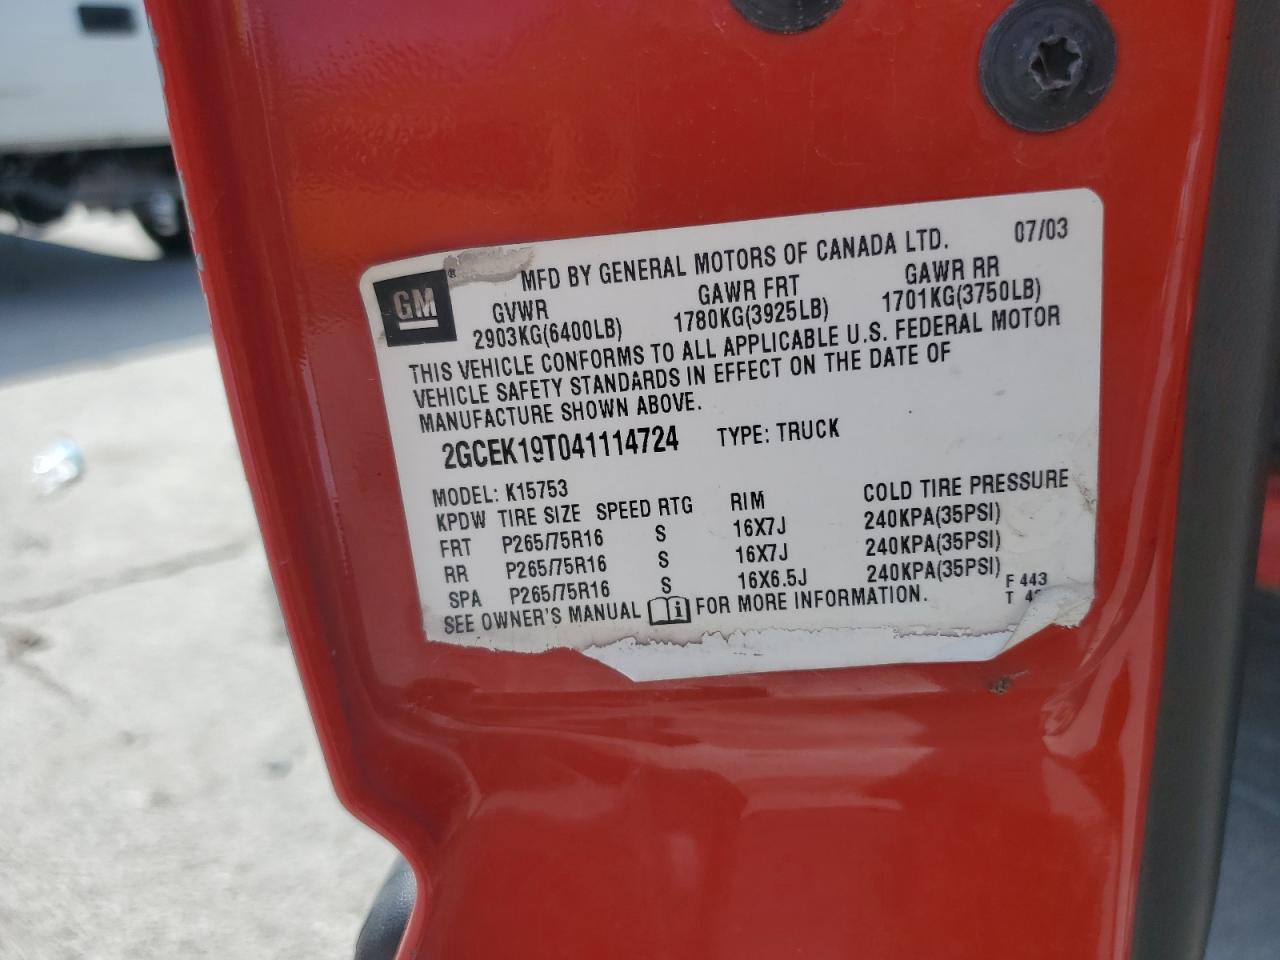 GM ® MFD BY GENERAL MOTORS OF CANADA LTD. 07/03
GVWR GAWR FRT GAWR RR
2903KG(6400LB) 1780KG(3925LB) 1701KG(3750LB)
THIS VEHICLE CONFORMS TO ALL APPLICABLE U.S. FEDERAL MOTOR
VEHICLE SAFETY STANDARDS IN EFFECT ON THE DATE OF
MANUFACTURE SHOWN ABOVE.
2GCEK19T041114724 TYPE: TRUCK
MODEL: K15753
KPDW TIRE SIZE SPEED RTG RIM COLD TIRE PRESSURE
FRT P265/75R16 S 16X7J 240KPA(35PSI)
RR P265/75R16 S 16X7J 240KPA(35PSI)
SPA P265/75R16 S 16X6.5J 240KPA(35PSI) F 443
SEE OWNER'S MANUAL i FOR MORE INFORMATION. T